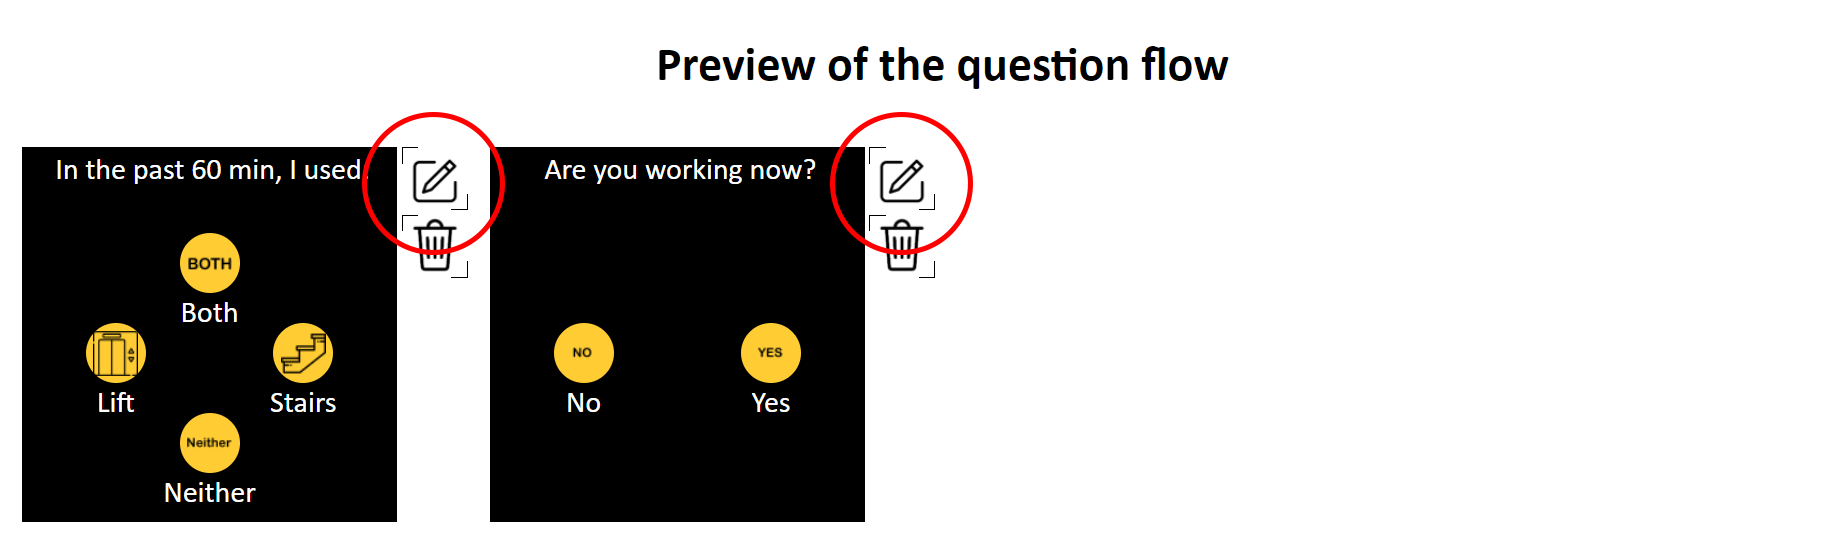 Preview of the question flow
In the past 60 min, I used
BOTH
Both
Lift
Stairs
Neither
Neither
Are you working now?
NO
No
YES
Yes